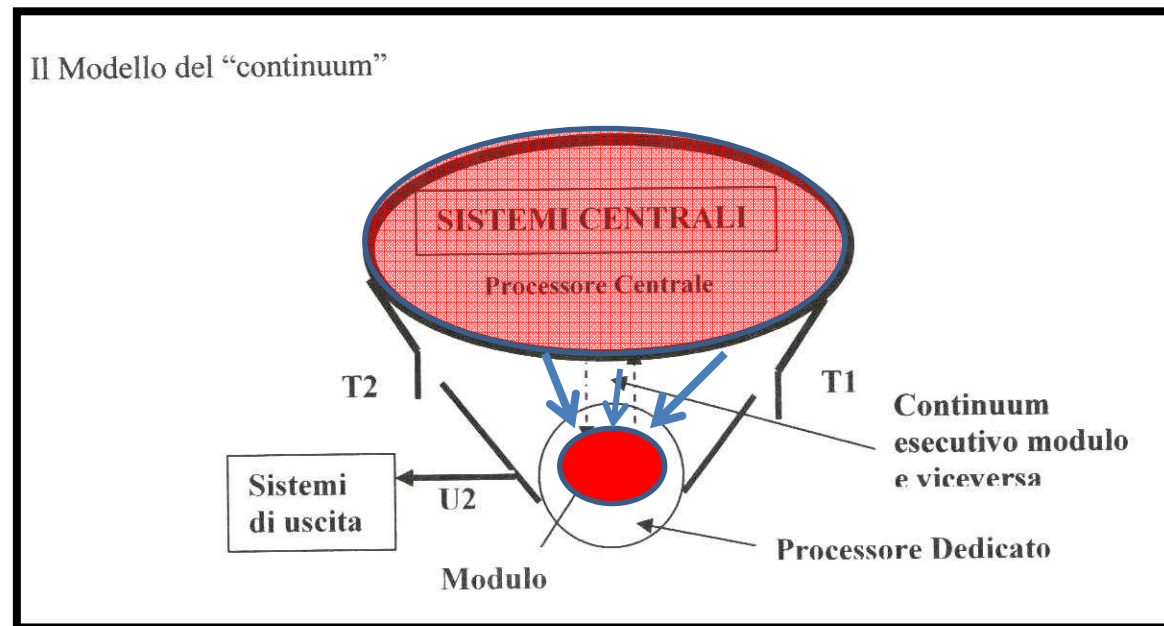 Il Modello del “continuum”
SISTEMI CENTRALI
Processore Centrale
T2
T1
Continuum
esecutivo modulo
e viceversa
Sistemi
di uscita
U2
Processore Dedicato
Modulo